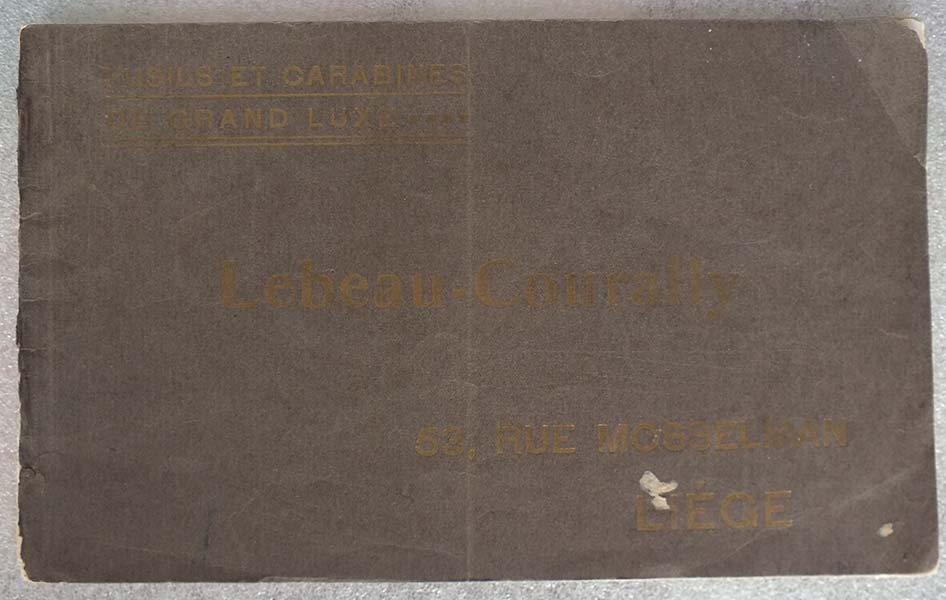 FUSILS ET CARABINES
DE GRAND LUXE
Lebeau-Courally
53, RUE MOSSELMAN
LIÉGE